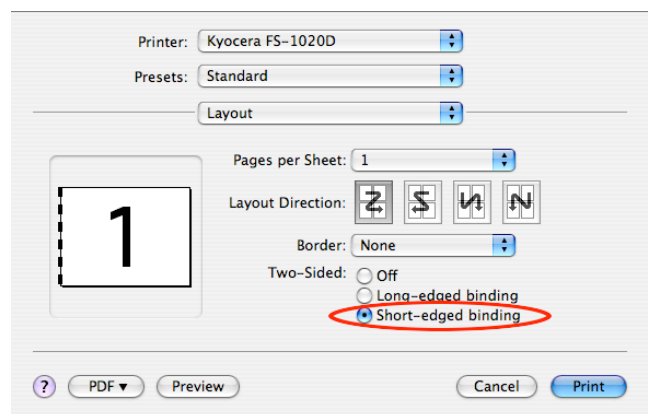 Printer: Kyocera FS-1020D
Presets: Standard
Layout
Pages per Sheet: 1
Layout Direction:
1
Border: None
Two-Sided: Off
Long-edged binding
Short-edged binding
? PDF▼ Preview Cancel Print